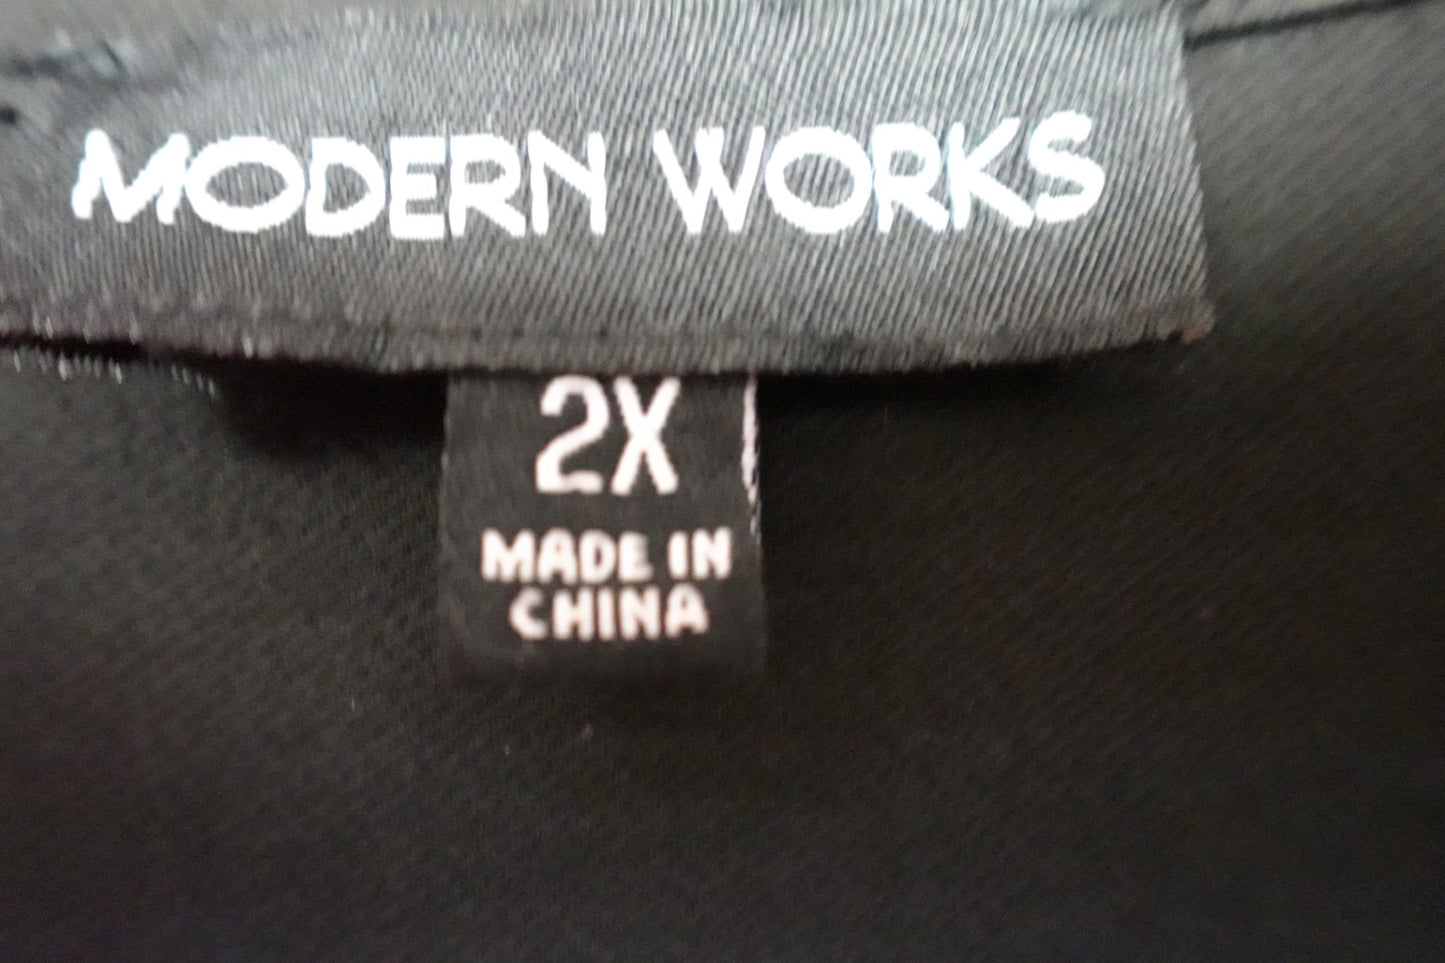 MODERN WORKS
2X
MADE IN
CHINA